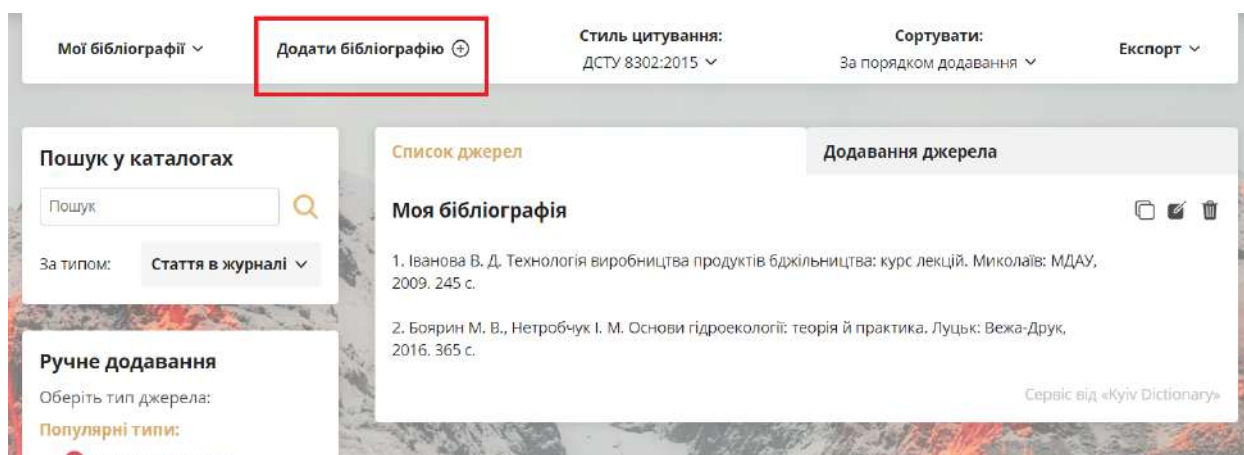 Мої бібліографії
Додати бібліографію
Стиль цитування:
ДСТУ 8302:2015
Сортувати:
За порядком додавання
Експорт
Пошук у каталогах
Пошук
За типом:
Стаття в журналі
Ручне додавання
Оберіть тип джерела:
Популярні типи:
Список джерел
Додавання джерела
Моя бібліографія
1. Іванова В. Д. Технологія виробництва продуктів бджільництва: курс лекцій. Миколаїв: МДАУ,
2009. 245 с.
2. Боярин М. В., Нетробчук І. М. Основи гідроекології: теорія й практика. Луцьк: Вежа-Друк,
2016. 365 с.
Сервіс від «Kyiv Dictionary»